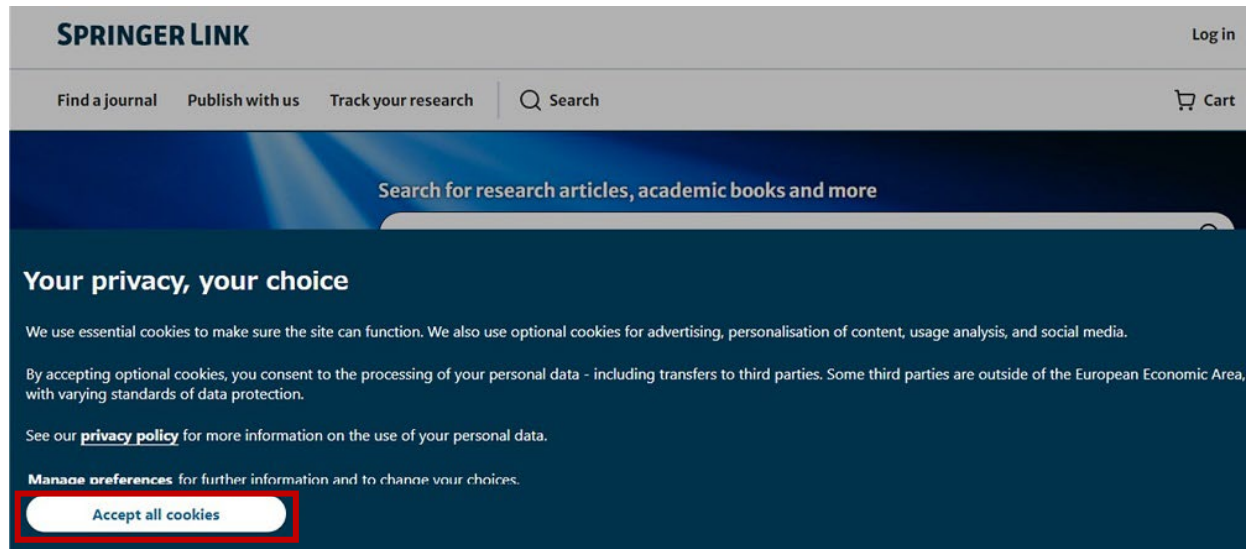 SPRINGER LINK
Log in
Find a journal Publish with us Track your research Search
Cart
Search for research articles, academic books and more
Your privacy, your choice
We use essential cookies to make sure the site can function. We also use optional cookies for advertising, personalisation of content, usage analysis, and social media.
By accepting optional cookies, you consent to the processing of your personal data - including transfers to third parties. Some third parties are outside of the European Economic Area,
with varying standards of data protection.
See our privacy policy for more information on the use of your personal data.
Manage preferences for further information and to change your choices.
Accept all cookies